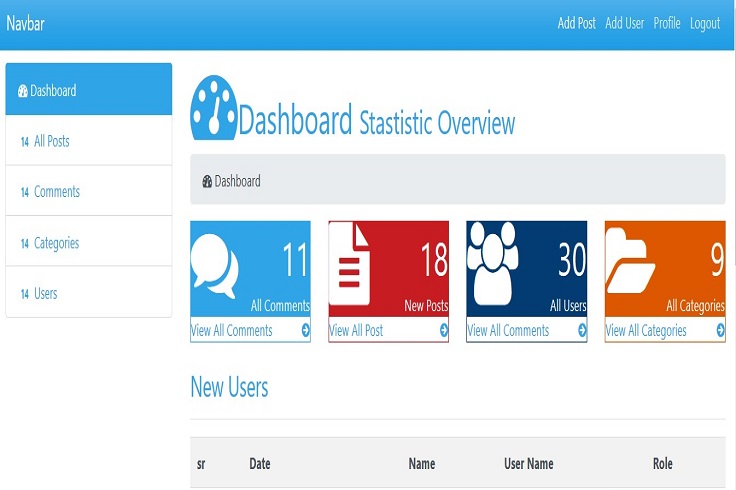 Navbar
Add Post Add User Profile Logout
Dashboard
14 All Posts
14 Comments
14 Categories
14 Users
Dashboard Stastistic Overview
Dashboard
11
All Comments
View All Comments
18
New Posts
View All Post
30
All Users
View All Comments
9
All Categories
View All Categories
New Users
sr Date Name User Name Role